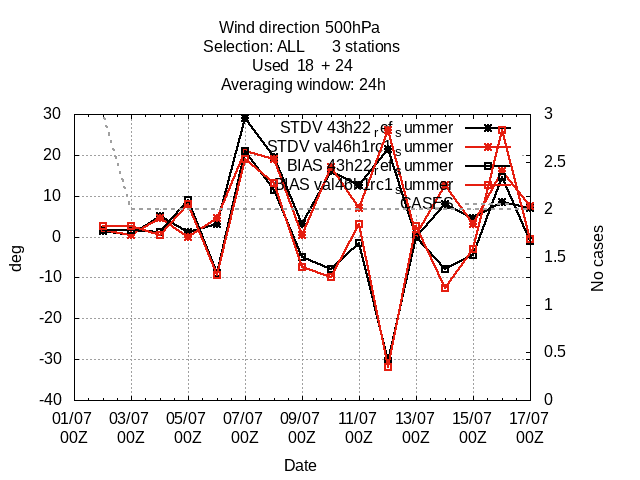 Wind direction 500hPa
Selection: ALL 3 stations
Used 18 + 24
Averaging window: 24h
STDV 43h22_ref_summer
STDV val46h1rc1_summer
BIAS 43h22_ref_summer
BIAS val46h1rc1_summer
CASES
30
20
10
0
-10
-20
-30
-40
deg
3
2.5
2
1.5
1
0.5
0
No cases
01/07 03/07 05/07 07/07 09/07 11/07 13/07 15/07 17/07
00Z 00Z 00Z 00Z 00Z 00Z 00Z 00Z 00Z
Date